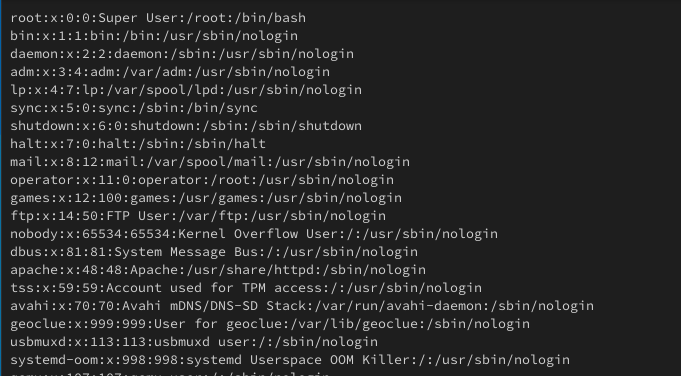 root:x:0:0:Super User:/root:/bin/bash
bin:x:1:1:bin:/bin:/usr/sbin/nologin
daemon:x:2:2:daemon:/sbin:/usr/sbin/nologin
adm:x:3:4:adm:/var/adm:/usr/sbin/nologin
lp:x:4:7:lp:/var/spool/lpd:/usr/sbin/nologin
sync:x:5:0:sync:/sbin:/bin/sync
shutdown:x:6:0:shutdown:/sbin:/sbin/shutdown
halt:x:7:0:halt:/sbin:/sbin/halt
mail:x:8:12:mail:/var/spool/mail:/usr/sbin/nologin
operator:x:11:0:operator:/root:/usr/sbin/nologin
games:x:12:100:games:/usr/games:/usr/sbin/nologin
ftp:x:14:50:FTP User:/var/ftp:/usr/sbin/nologin
nobody:x:65534:65534:Kernel Overflow User:/:/usr/sbin/nologin
dbus:x:81:81:System Message Bus:/:/usr/sbin/nologin
apache:x:48:48:Apache:/usr/share/httpd:/sbin/nologin
tss:x:59:59:Account used for TPM access:/:/usr/sbin/nologin
avahi:x:70:70:Avahi mDNS/DNS-SD Stack:/var/run/avahi-daemon:/sbin/nologin
geoclue:x:999:999:User for geoclue:/var/lib/geoclue:/sbin/nologin
usbmuxd:x:113:113:usbmuxd user:/:/sbin/nologin
systemd-oom:x:998:998:systemd Userspace OOM Killer:/:/usr/sbin/nologin